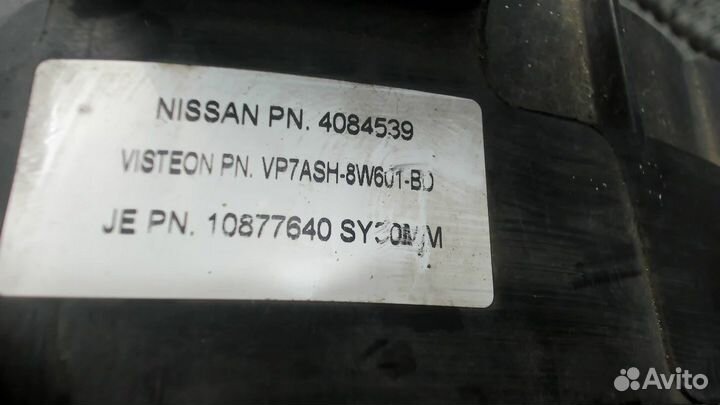 NISSAN PN. 4084539
VISTEON PN. VP7ASH-8W601-BD
JE PN. 10877640
Avito